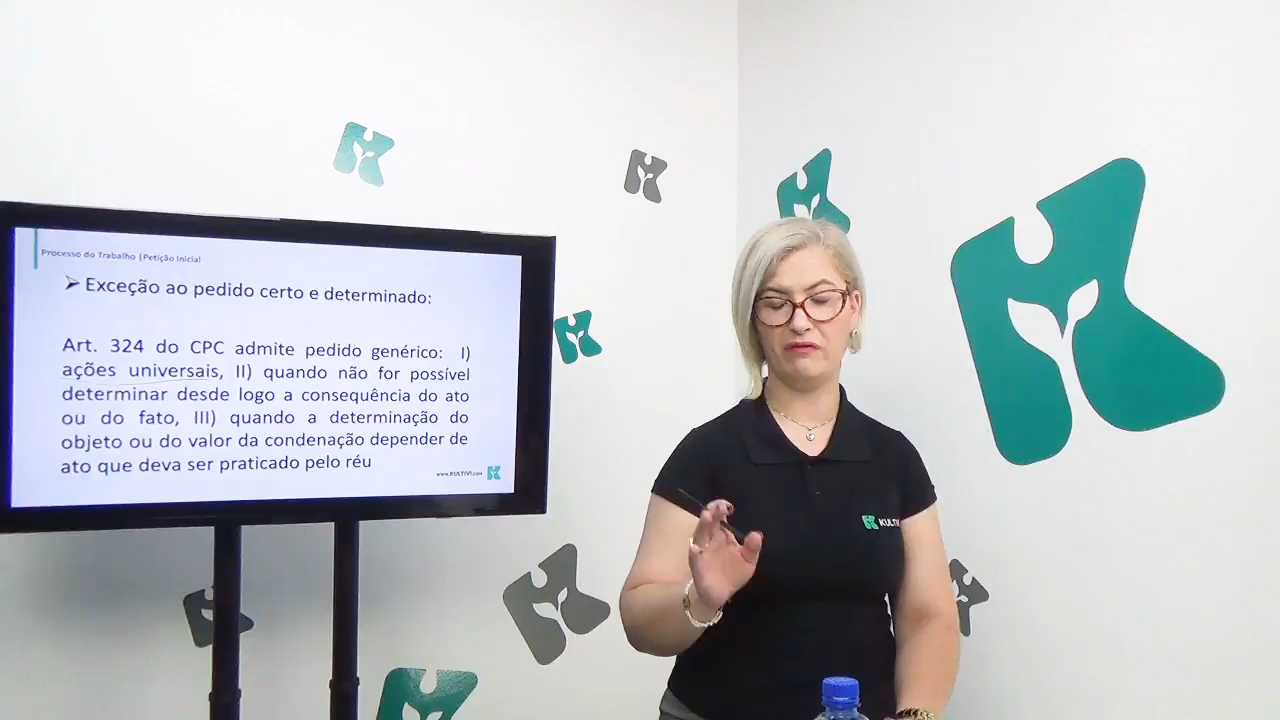 Processo do Trabalho |Petição Inicial
➤ Exceção ao pedido certo e determinado:
Art. 324 do CPC admite pedido genérico: I)
ações universais, II) quando não for possível
determinar desde logo a consequência do ato
ou do fato, III) quando a determinação do
objeto ou do valor da condenação depender de
ato que deva ser praticado pelo réu
www.KULTIVI.com
KULTIVI